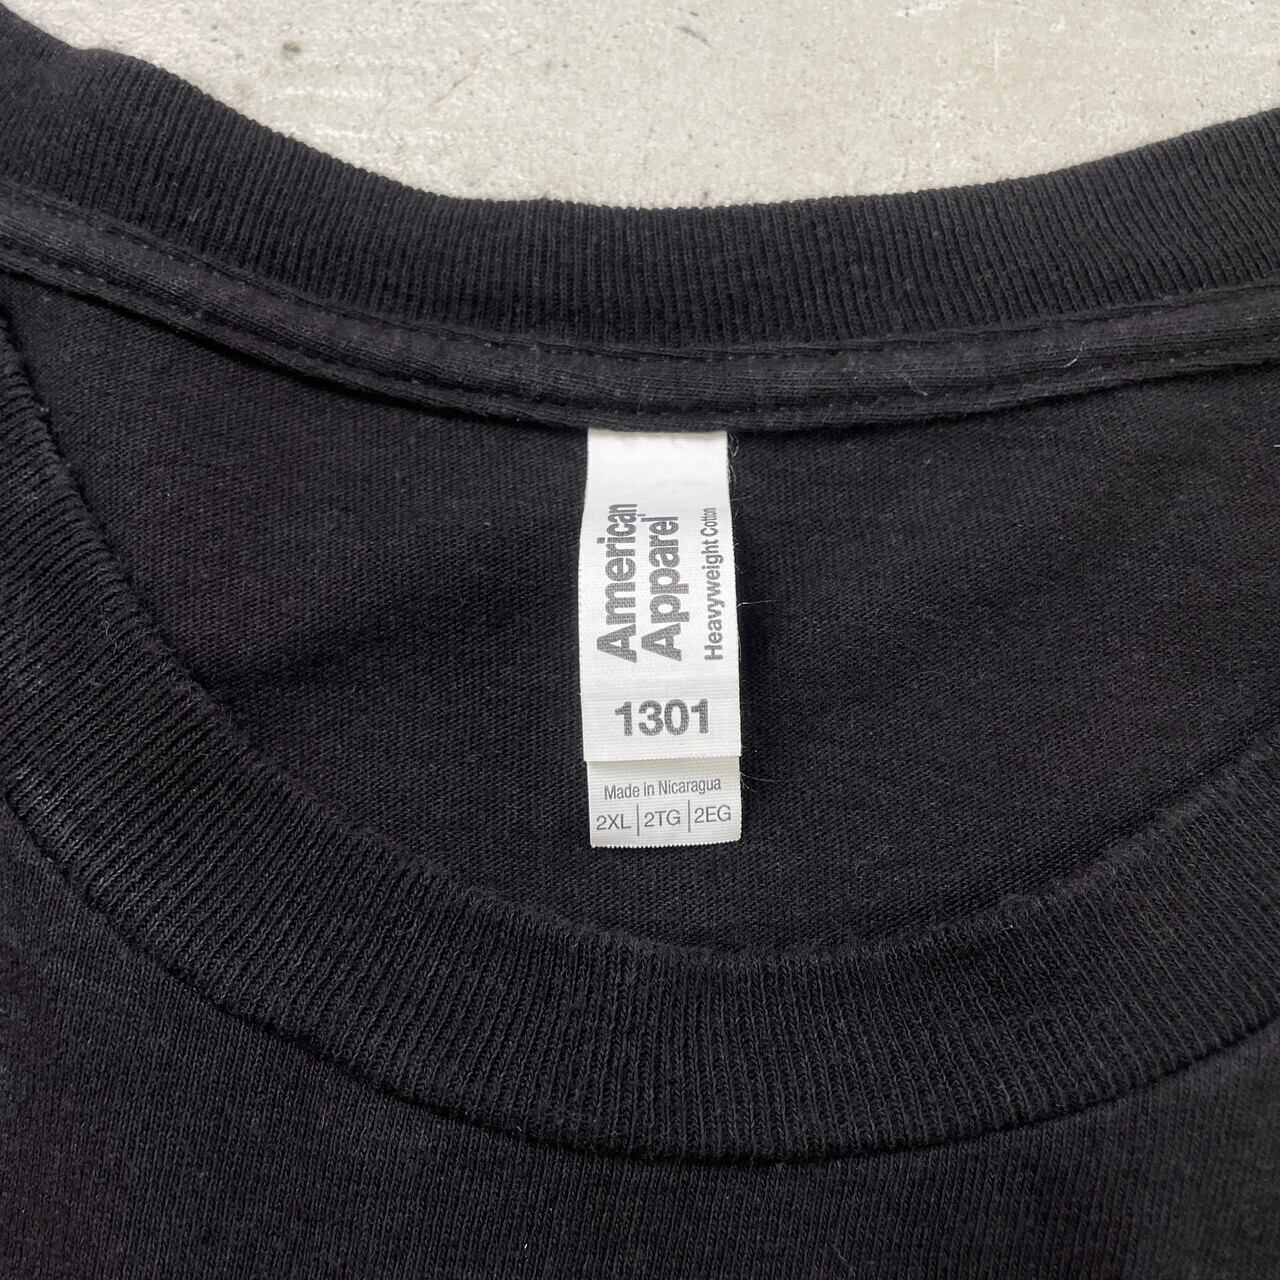 American
Apparel
Heavyweight Cotton
1301
Made in Nicaragua
2XL | 2TG | 2EG